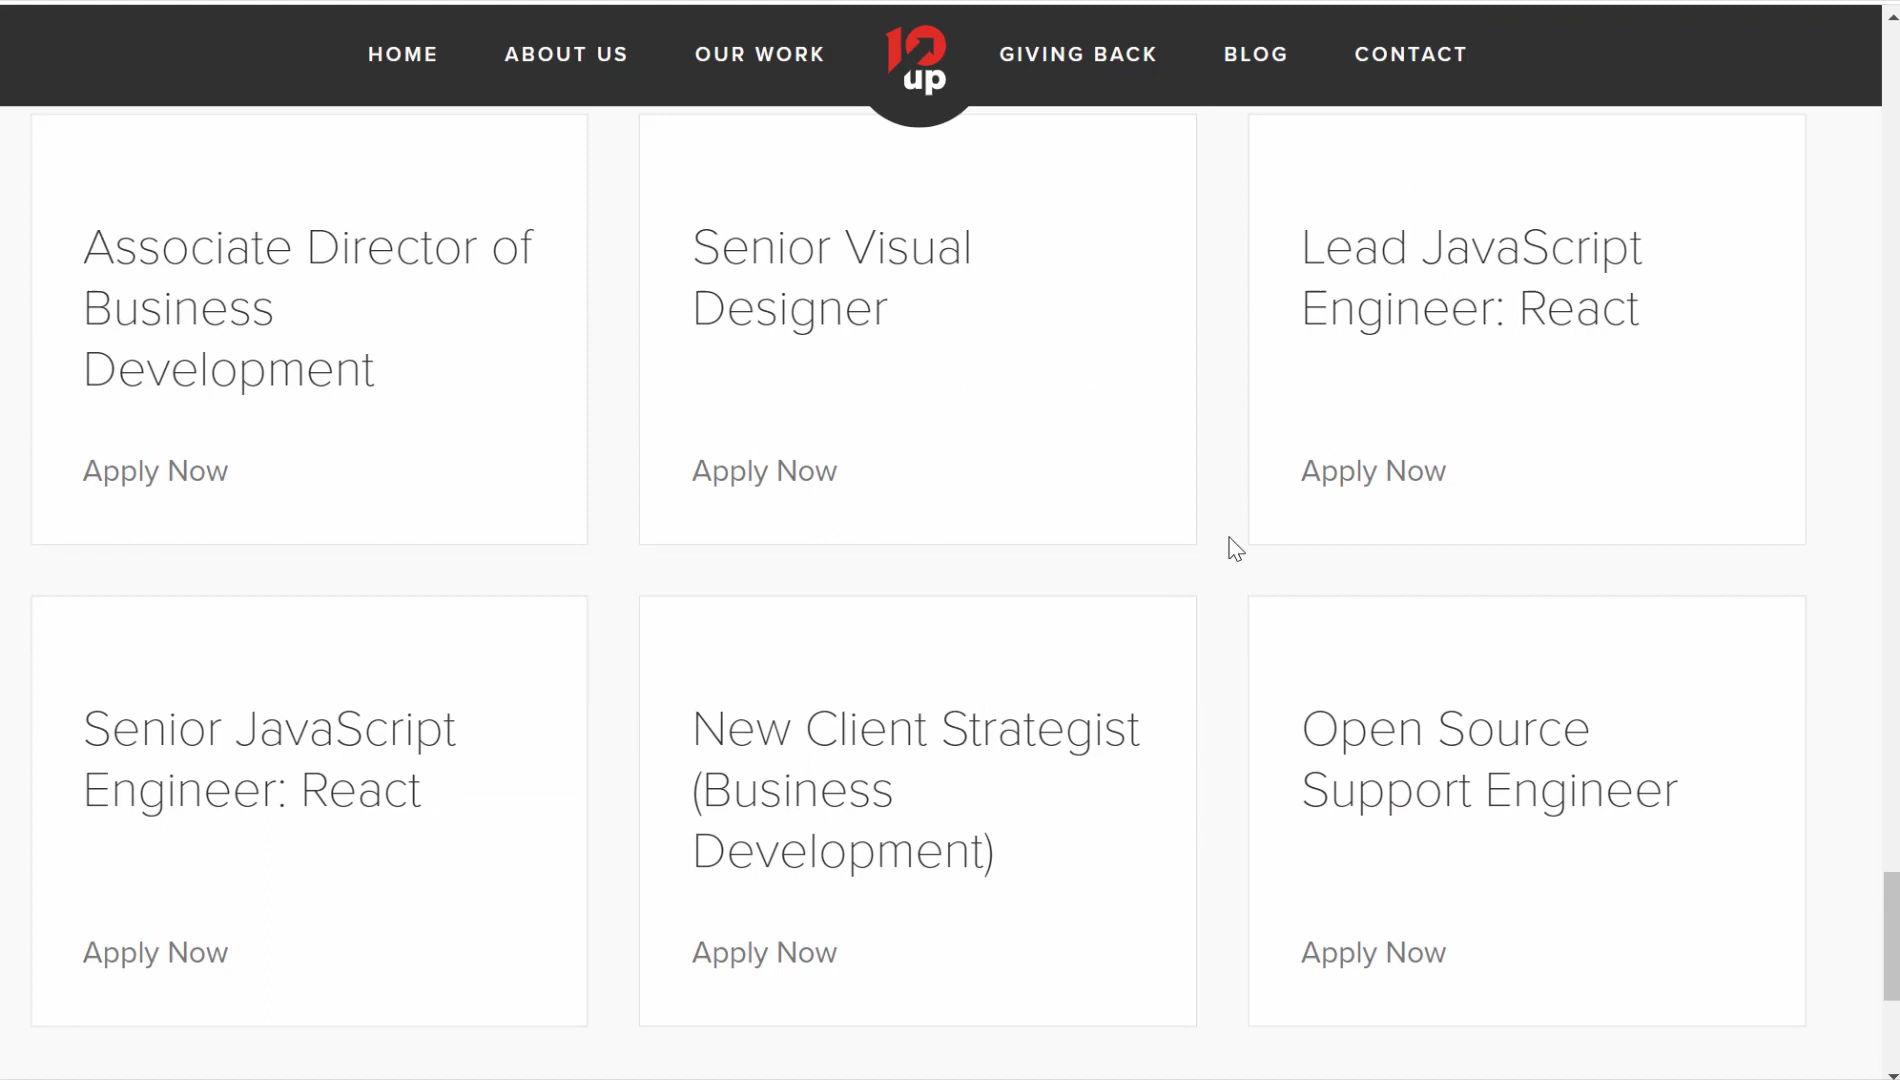 HOME ABOUT US OUR WORK 10up GIVING BACK BLOG CONTACT
Associate Director of
Business
Development
Apply Now
Senior Visual
Designer
Apply Now
Lead JavaScript
Engineer: React
Apply Now
Senior JavaScript
Engineer: React
Apply Now
New Client Strategist
(Business
Development)
Apply Now
Open Source
Support Engineer
Apply Now